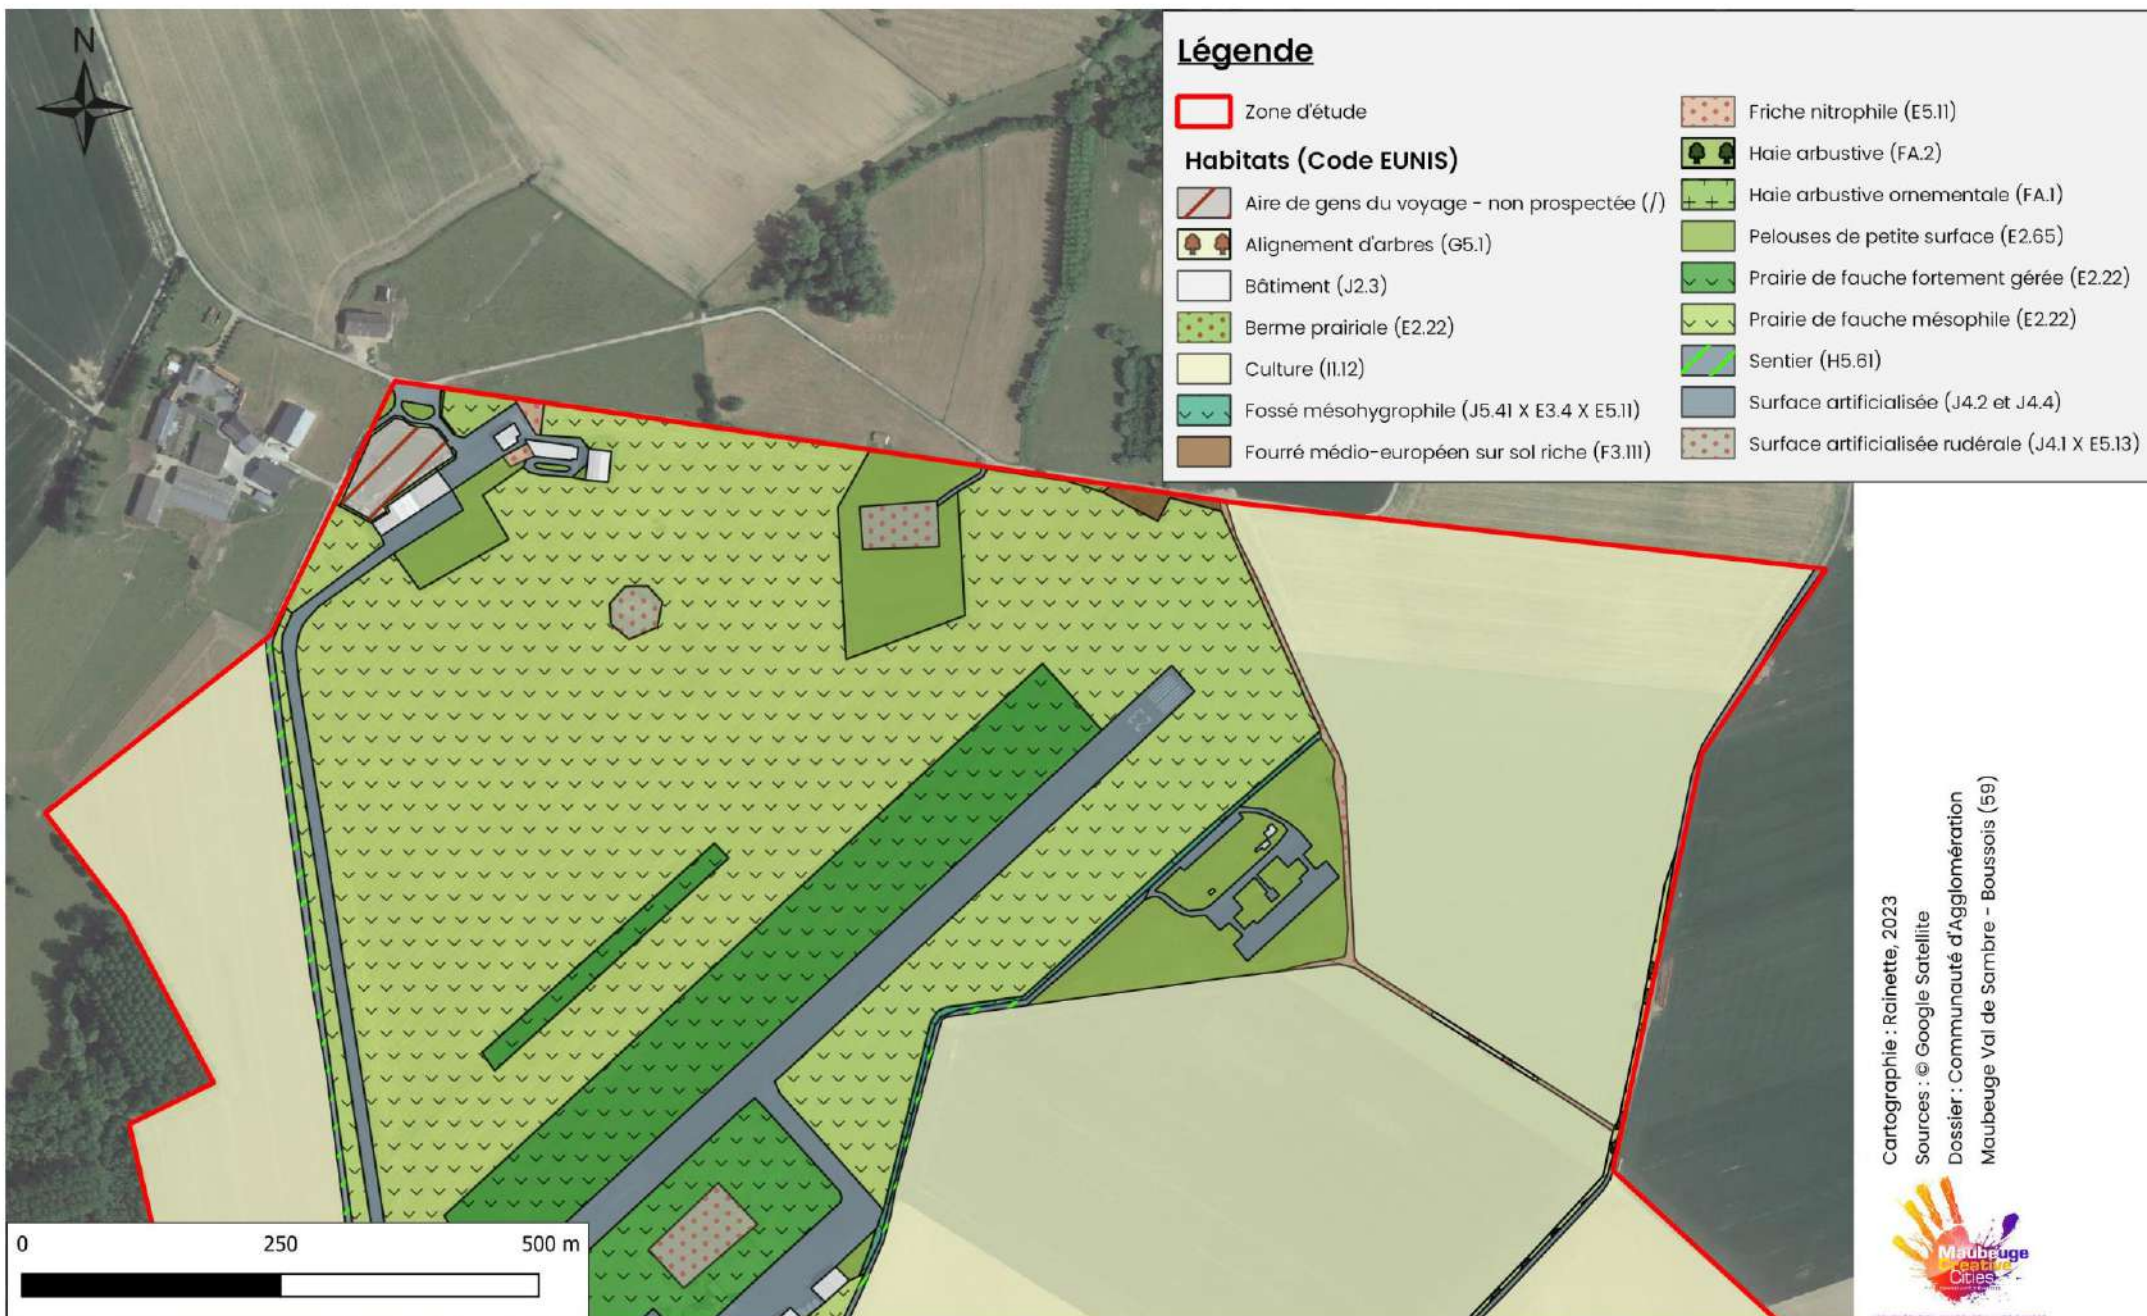 N
Légende
Zone d'étude
Habitats (Code EUNIS)
Aire de gens du voyage - non prospectée (/)
Alignement d'arbres (G5.1)
Bâtiment (J2.3)
Berme prairiale (E2.22)
Culture (I1.12)
Fossé mésohygrophile (J5.41 X E3.4 X E5.11)
Fourré médio-européen sur sol riche (F3.111)
Friche nitrophile (E5.11)
Haie arbustive (FA.2)
Haie arbustive ornementale (FA.1)
Pelouses de petite surface (E2.65)
Prairie de fauche fortement gérée (E2.22)
Prairie de fauche mésophile (E2.22)
Sentier (H5.61)
Surface artificialisée (J4.2 et J4.4)
Surface artificialisée rudérale (J4.1 X E5.13)
0 250 500 m
Cartographie : Rainette, 2023
Sources : © Google Satellite
Dossier : Communauté d'Agglomération
Maubeuge Val de Sambre - Boussois (59)
Maubeuge
Creative
Cities